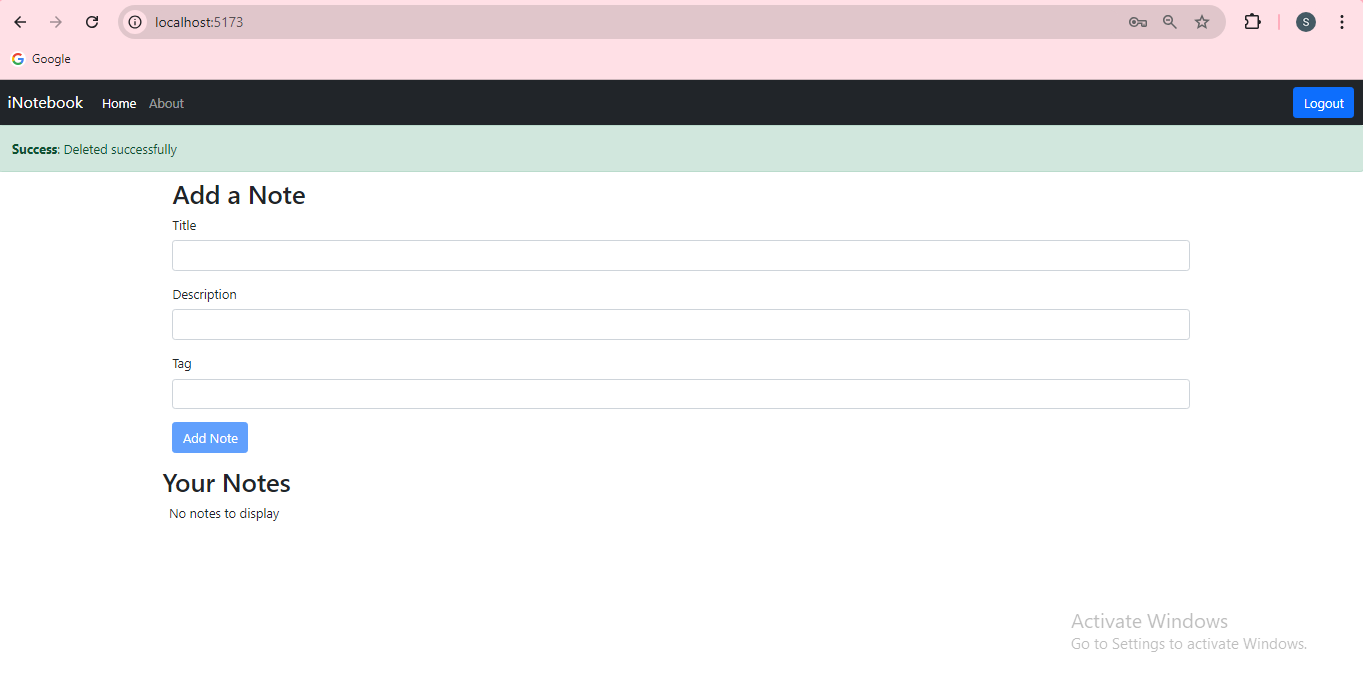 localhost:5173
S
Google
iNotebook Home About Logout
Success: Deleted successfully
Add a Note
Title
Description
Tag
Add Note
Your Notes
No notes to display
Activate Windows
Go to Settings to activate Windows.